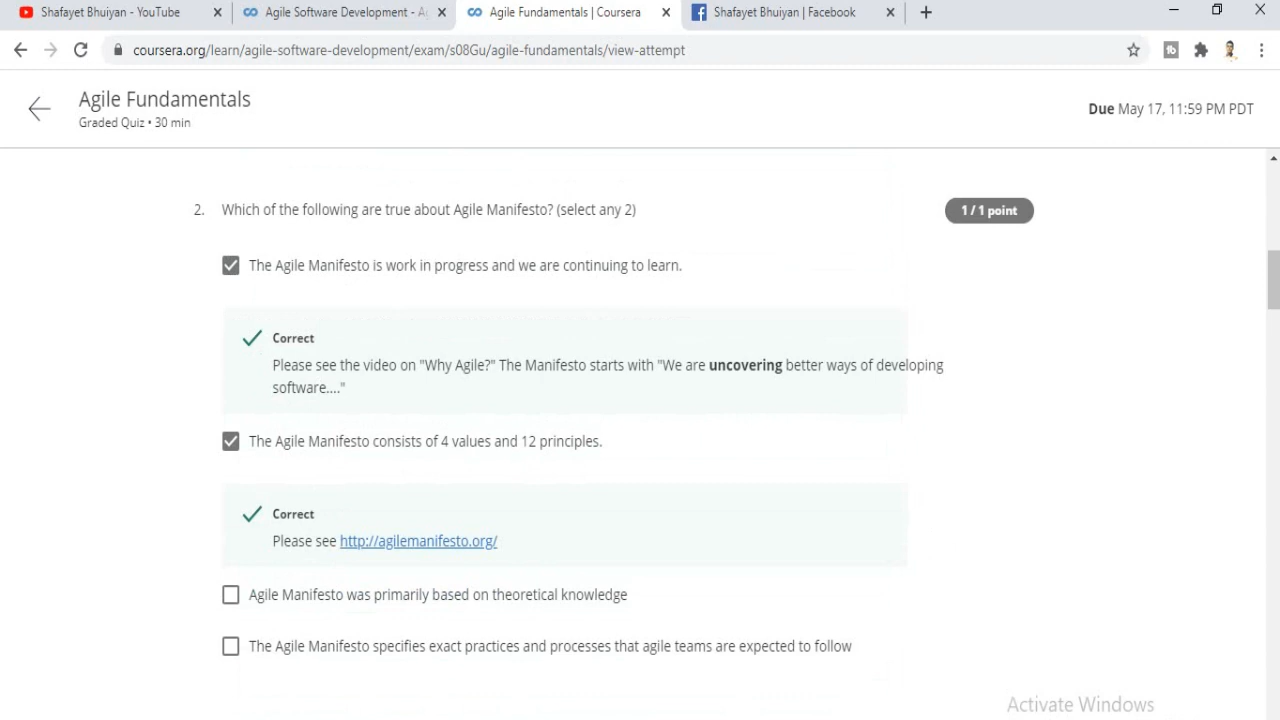 Shafayet Bhuiyan - YouTube
Agile Software Development - Ag
Agile Fundamentals | Coursera
Shafayet Bhuiyan | Facebook
coursera.org/learn/agile-software-development/exam/s08Gu/agile-fundamentals/view-attempt
Agile Fundamentals
Graded Quiz • 30 min
Due May 17, 11:59 PM PDT
2. Which of the following are true about Agile Manifesto? (select any 2)
1 / 1 point
The Agile Manifesto is work in progress and we are continuing to learn.
Correct
Please see the video on "Why Agile?" The Manifesto starts with "We are uncovering better ways of developing
software...."
The Agile Manifesto consists of 4 values and 12 principles.
Correct
Please see http://agilemanifesto.org/
Agile Manifesto was primarily based on theoretical knowledge
The Agile Manifesto specifies exact practices and processes that agile teams are expected to follow
Activate Windows